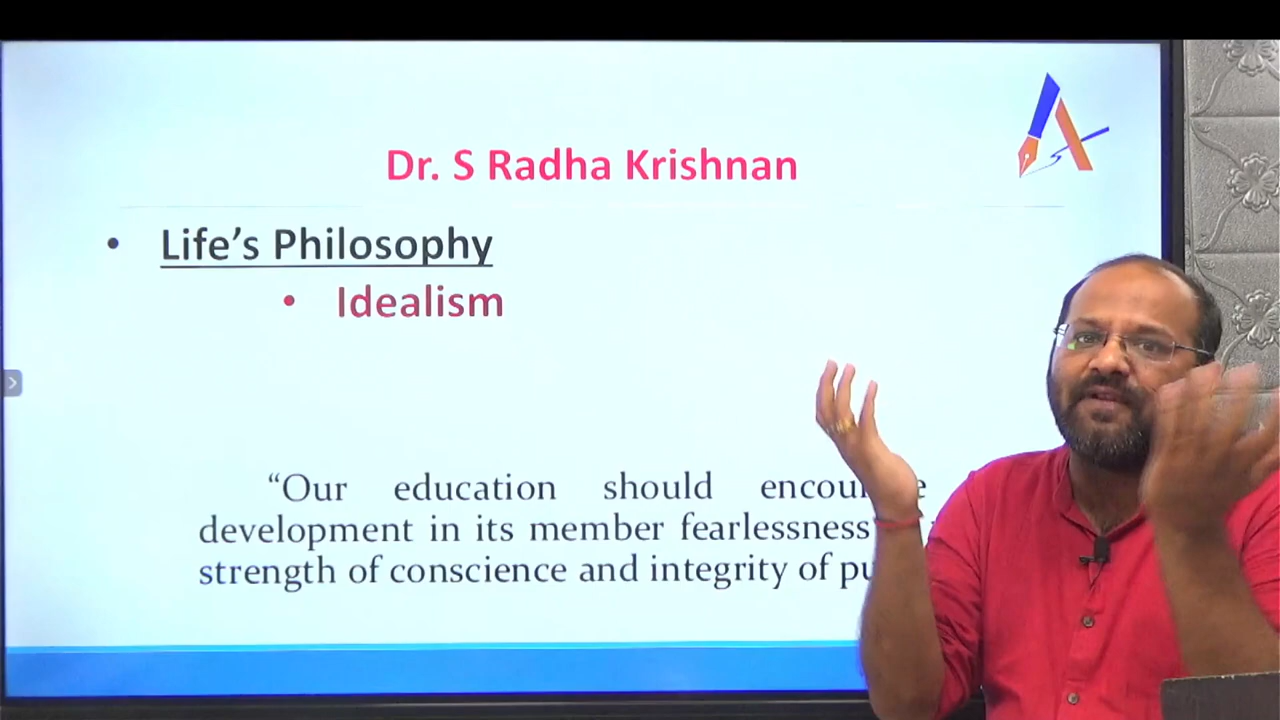 Dr. S Radha Krishnan
• Life's Philosophy
• Idealism
“Our education should
development in its member fearlessness
strength of conscience and integrity of